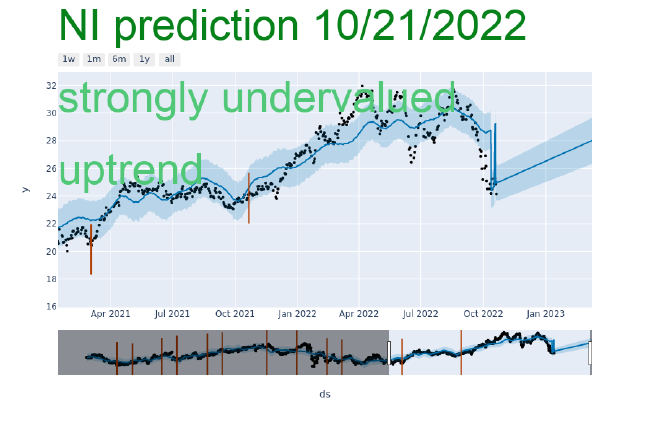 NI prediction 10/21/2022
1w 1m 6m 1y all
strongly undervalued
uptrend
32
30
28
26
24
22
20
18
16
y
Apr 2021 Jul 2021 Oct 2021 Jan 2022 Apr 2022 Jul 2022 Oct 2022 Jan 2023
ds